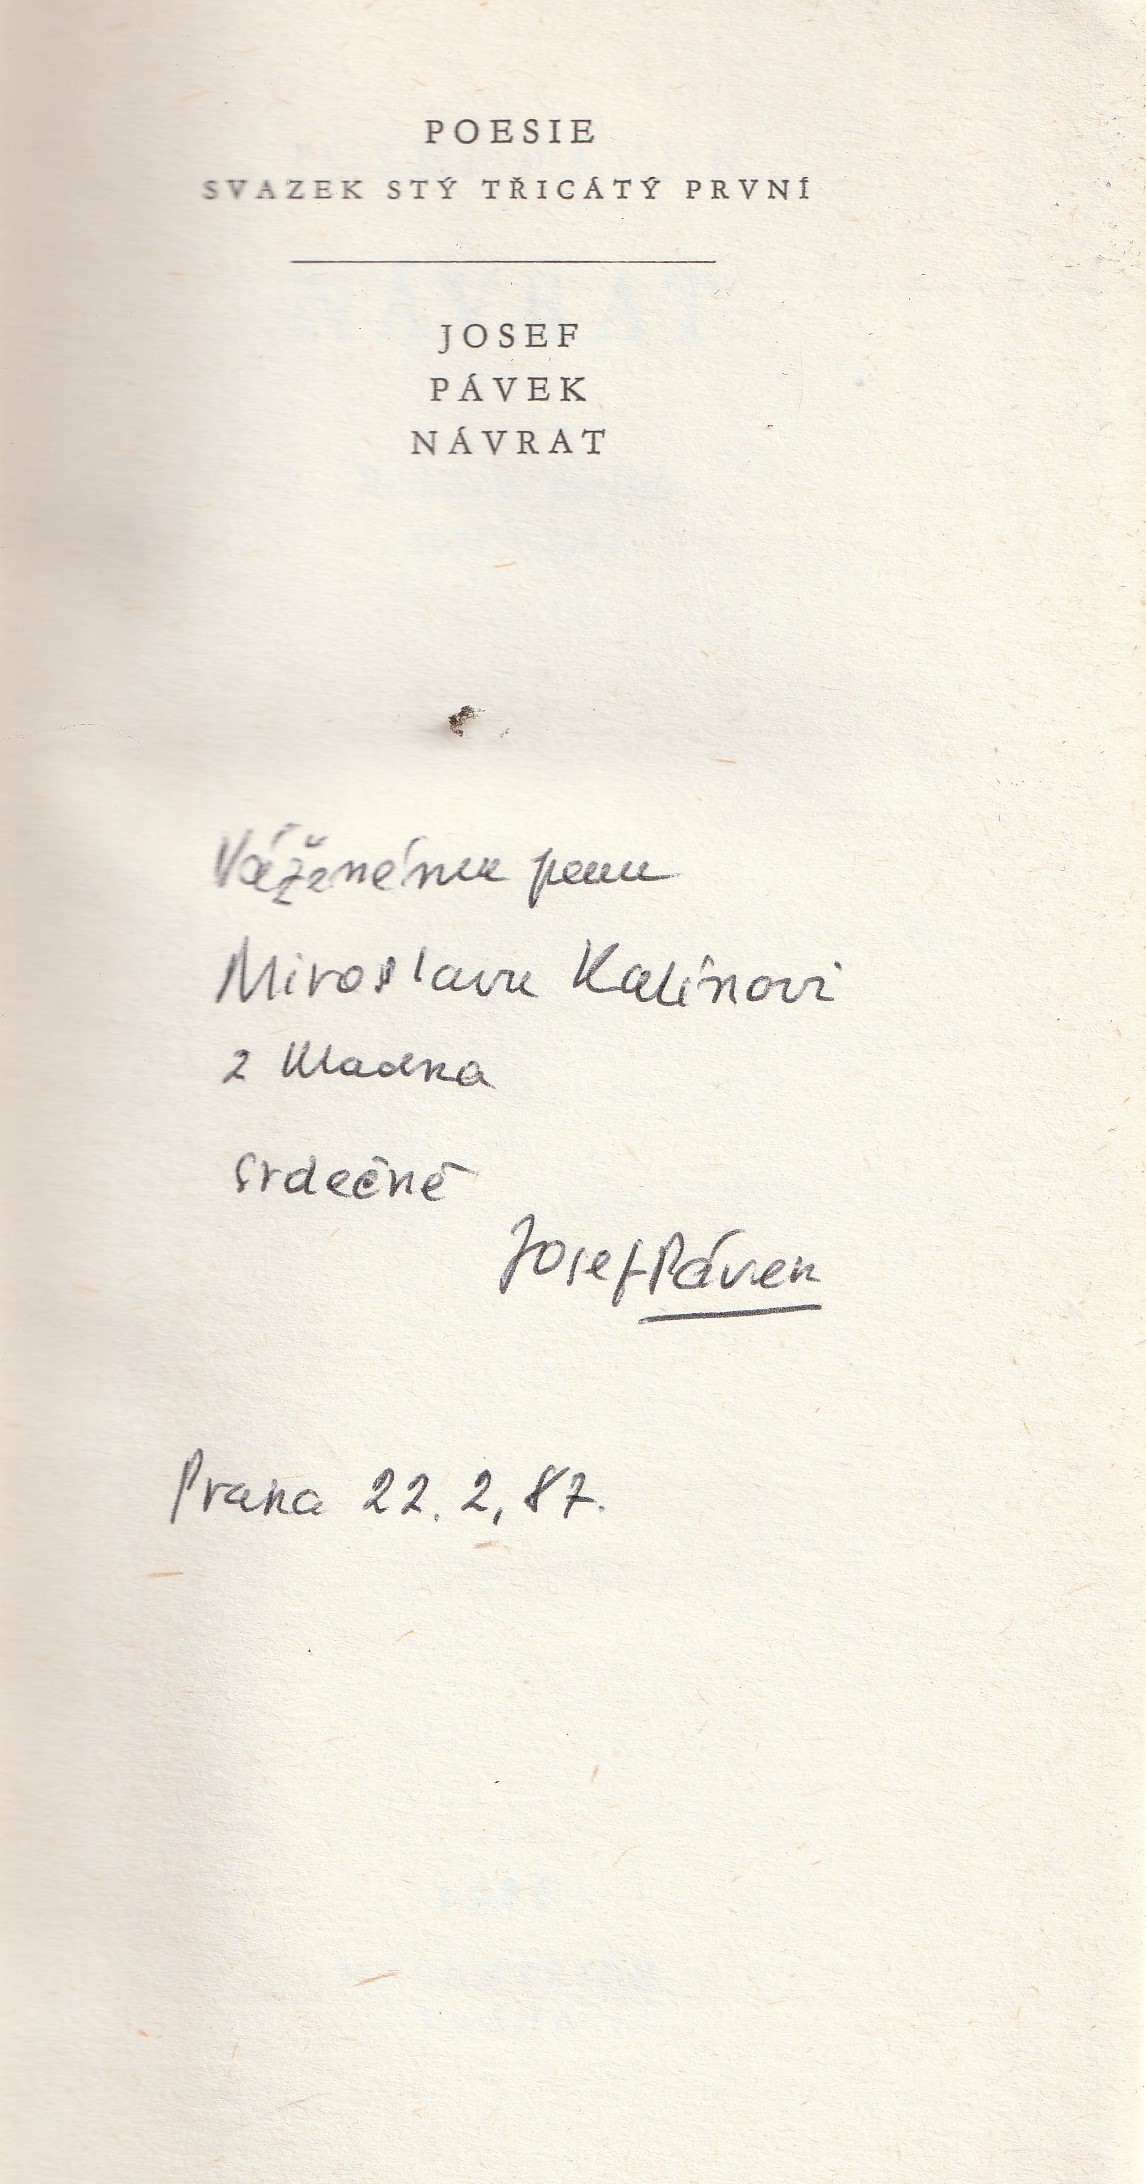 POESIE
SVAZEK STÝ TŘICÁTÝ PRVNÍ
JOSEF
PÁVEK
NÁVRAT
Váženému panu
Miroslavu Kalinovi
z Kladna
srdečně
Josef Pávek
Praha 22. 2. 87.